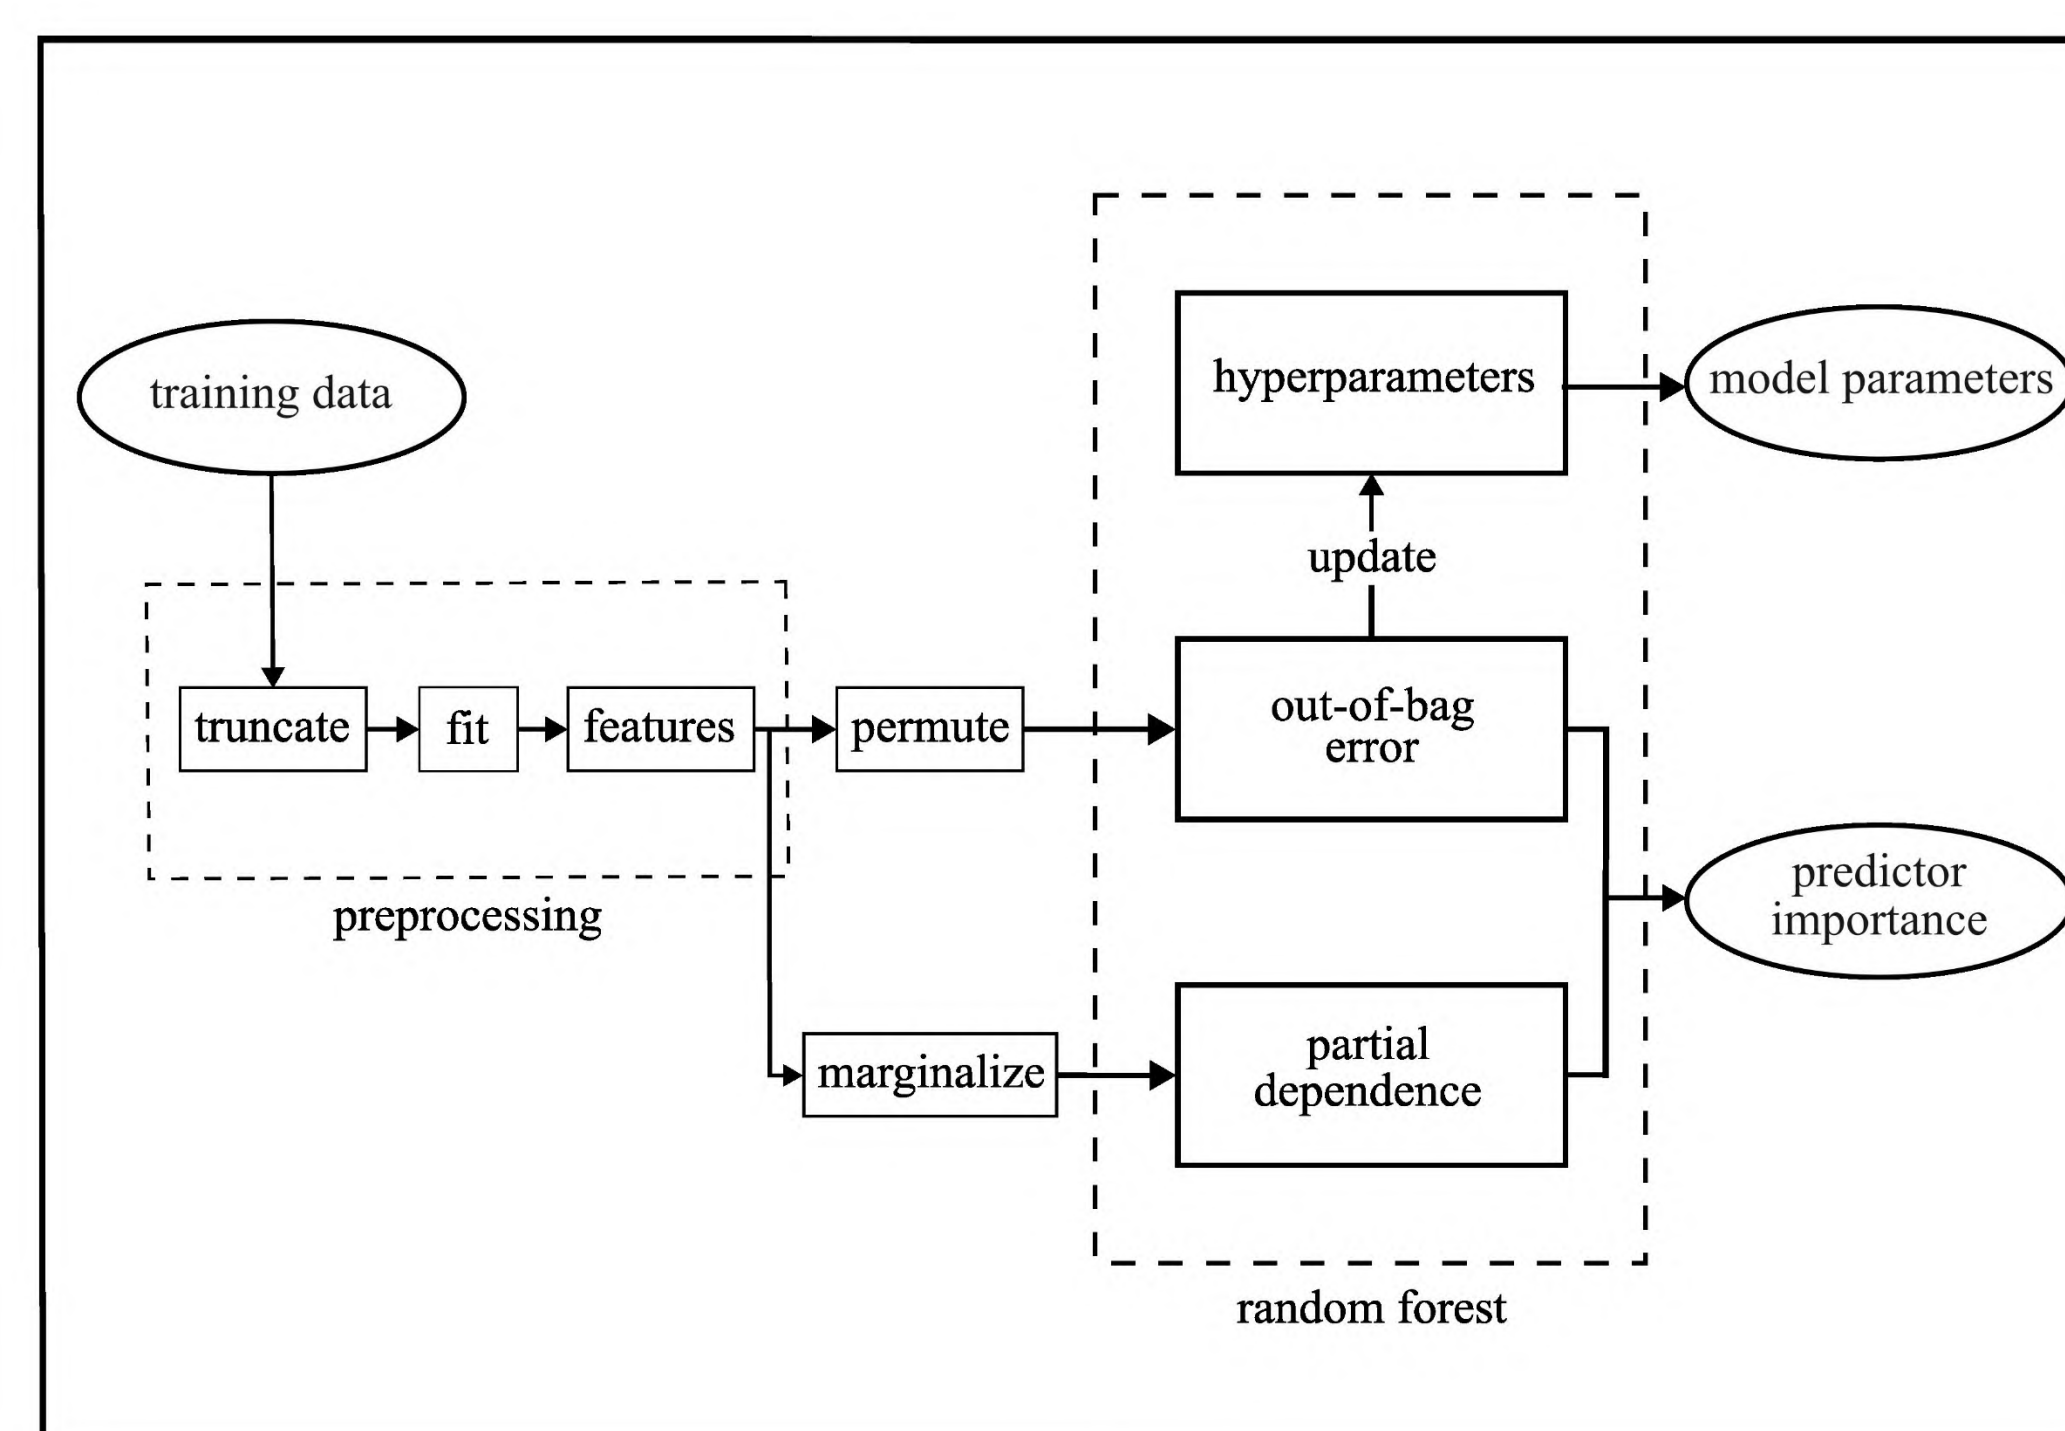 training data
truncate
fit
features
preprocessing
permute
marginalize
hyperparameters
update
out-of-bag
error
partial
dependence
random forest
model parameters
predictor
importance